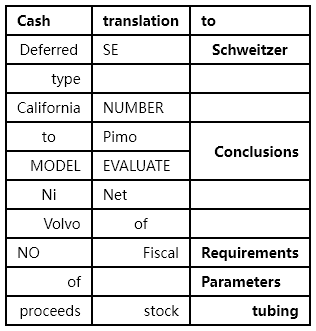 Cash translation to
Deferred SE Schweitzer
type
California NUMBER
to Pimo Conclusions
MODEL EVALUATE
Ni Net
Volvo of
NO Fiscal Requirements
of Parameters
proceeds stock tubing